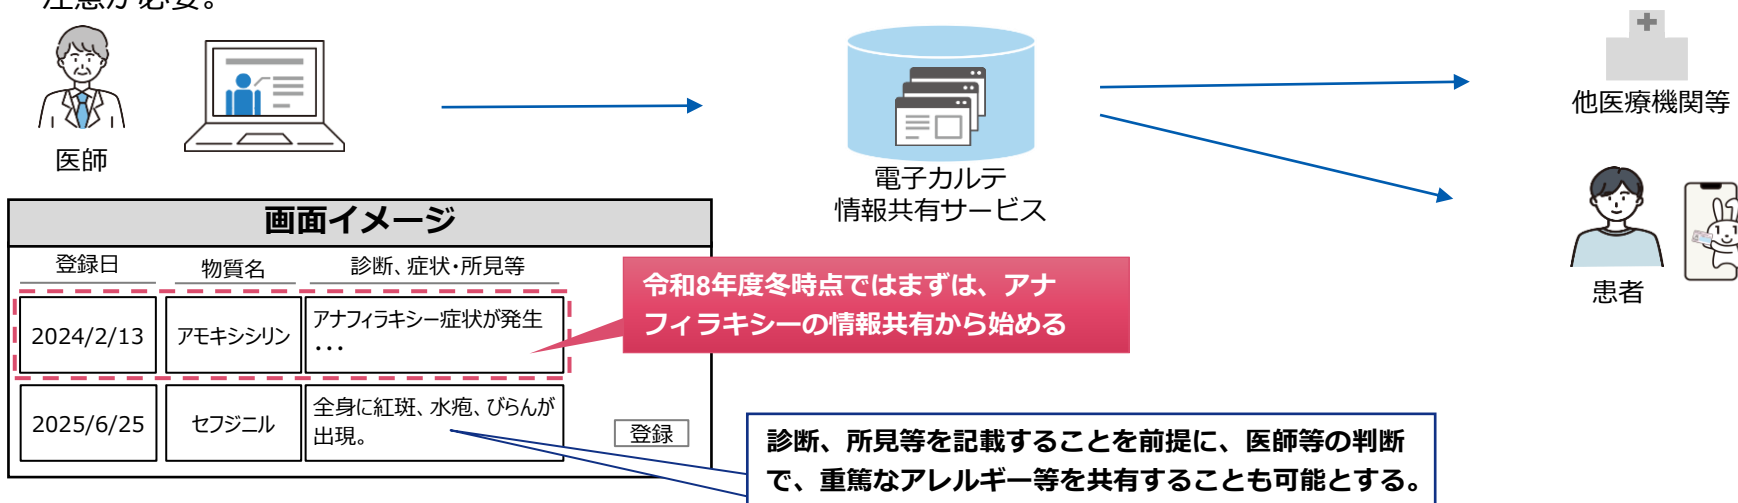 注意が必要。
医師
電子カルテ
情報共有サービス
他医療機関等
患者
画面イメージ
登録日
物質名
診断、症状・所見等
2024/2/13
アモキシシリン
アナフィラキシー症状が発生
・・・
2025/6/25
セフジニル
全身に紅斑、水疱、びらんが
出現。
登録
令和8年度冬時点ではまずは、アナ
フィラキシーの情報共有から始める
診断、所見等を記載することを前提に、医師等の判断
で、重篤なアレルギー等を共有することも可能とする。